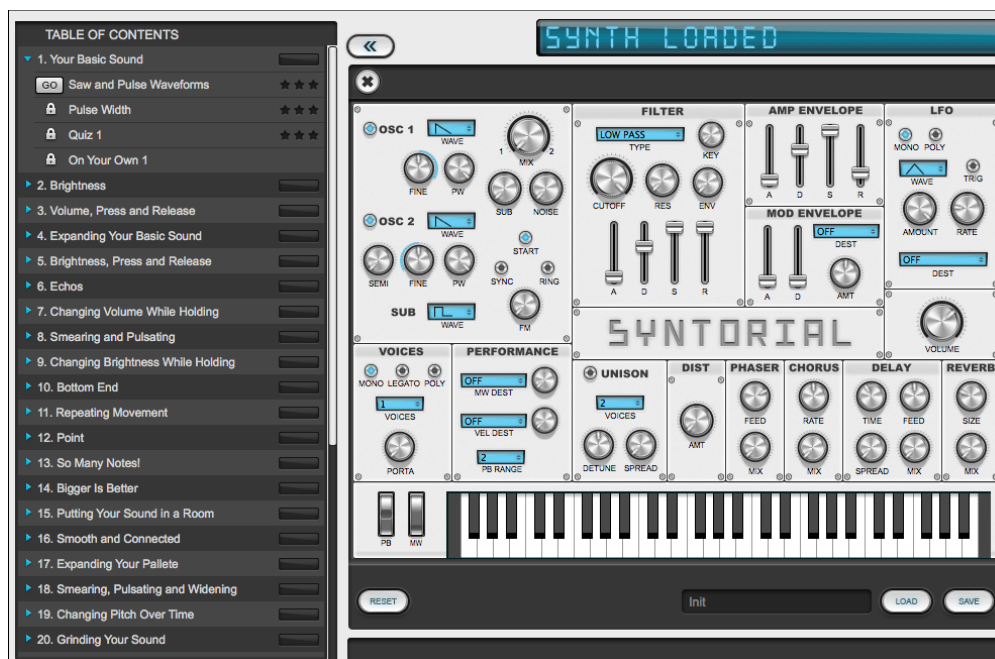 TABLE OF CONTENTS
1. Your Basic Sound
GO Saw and Pulse Waveforms
Pulse Width
Quiz 1
On Your Own 1
2. Brightness
3. Volume, Press and Release
4. Expanding Your Basic Sound
5. Brightness, Press and Release
6. Echos
7. Changing Volume While Holding
8. Smearing and Pulsating
9. Changing Brightness While Holding
10. Bottom End
11. Repeating Movement
12. Point
13. So Many Notes!
14. Bigger Is Better
15. Putting Your Sound in a Room
16. Smooth and Connected
17. Expanding Your Pallete
18. Smearing, Pulsating and Widening
19. Changing Pitch Over Time
20. Grinding Your Sound
SYNTH LOADED
OSC 1
WAVE
1 MIX 2
FINE PW
SUB NOISE
OSC 2
WAVE
START
SEMI FINE PW
SYNC RING
SUB
WAVE
FM
FILTER
LOW PASS
TYPE
KEY
CUTOFF RES ENV
A D S R
AMP ENVELOPE
A D S R
MOD ENVELOPE
OFF
DEST
A D
AMT
LFO
MONO POLY
WAVE
TRIG
AMOUNT RATE
OFF
DEST
SYNTORIAL
VOLUME
VOICES
MONO LEGATO POLY
1
VOICES
PORTA
PERFORMANCE
OFF
MW DEST
OFF
VEL DEST
2
PB RANGE
UNISON
2
VOICES
DETUNE SPREAD
DIST
AMT
PHASER
FEED
MIX
CHORUS
RATE
MIX
DELAY
TIME FEED
SPREAD MIX
REVERB
SIZE
MIX
PB MW
RESET
Init
LOAD
SAVE